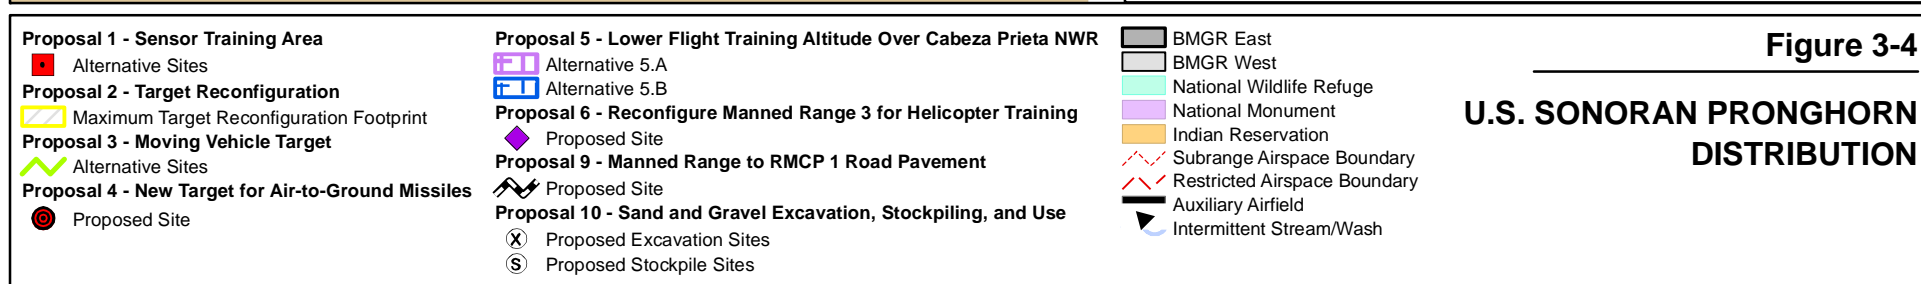 Proposal 1 - Sensor Training Area
Alternative Sites
Proposal 2 - Target Reconfiguration
Maximum Target Reconfiguration Footprint
Proposal 3 - Moving Vehicle Target
Alternative Sites
Proposal 4 - New Target for Air-to-Ground Missiles
Proposed Site
Proposal 5 - Lower Flight Training Altitude Over Cabeza Prieta NWR
Alternative 5.A
Alternative 5.B
Proposal 6 - Reconfigure Manned Range 3 for Helicopter Training
Proposed Site
Proposal 9 - Manned Range to RMCP 1 Road Pavement
Proposed Site
Proposal 10 - Sand and Gravel Excavation, Stockpiling, and Use
X Proposed Excavation Sites
S Proposed Stockpile Sites
BMGR East
BMGR West
National Wildlife Refuge
National Monument
Indian Reservation
Subrange Airspace Boundary
Restricted Airspace Boundary
Auxiliary Airfield
Intermittent Stream/Wash
Figure 3-4
U.S. SONORAN PRONGHORN
DISTRIBUTION